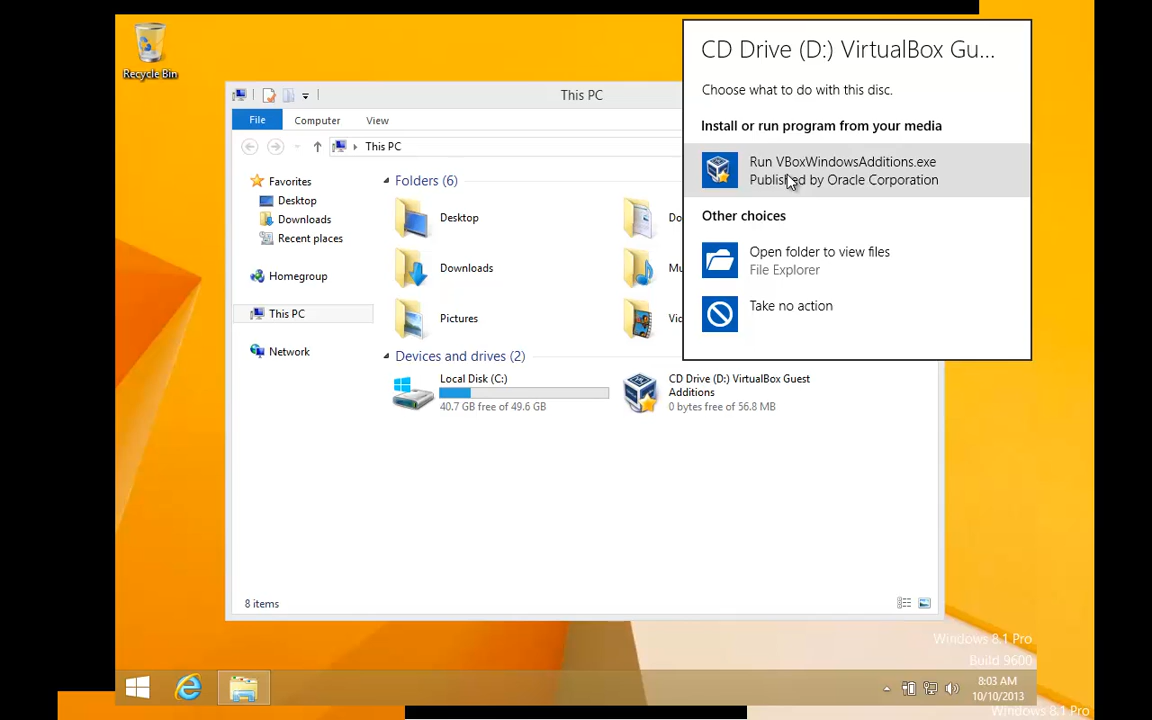 Recycle Bin
This PC
File
Computer
View
This PC
Favorites
Desktop
Downloads
Recent places
Homegroup
This PC
Network
Folders (6)
Desktop
Downloads
Pictures
Do
Mu
Vid
Devices and drives (2)
Local Disk (C:)
40.7 GB free of 49.6 GB
CD Drive (D:) VirtualBox Guest
Additions
0 bytes free of 56.8 MB
8 items
CD Drive (D:) VirtualBox Gu...
Choose what to do with this disc.
Install or run program from your media
Run VBoxWindowsAdditions.exe
Published by Oracle Corporation
Other choices
Open folder to view files
File Explorer
Take no action
Windows 8.1 Pro
Build 9600
8:03 AM
10/10/2013
Windows 8.1 Pro